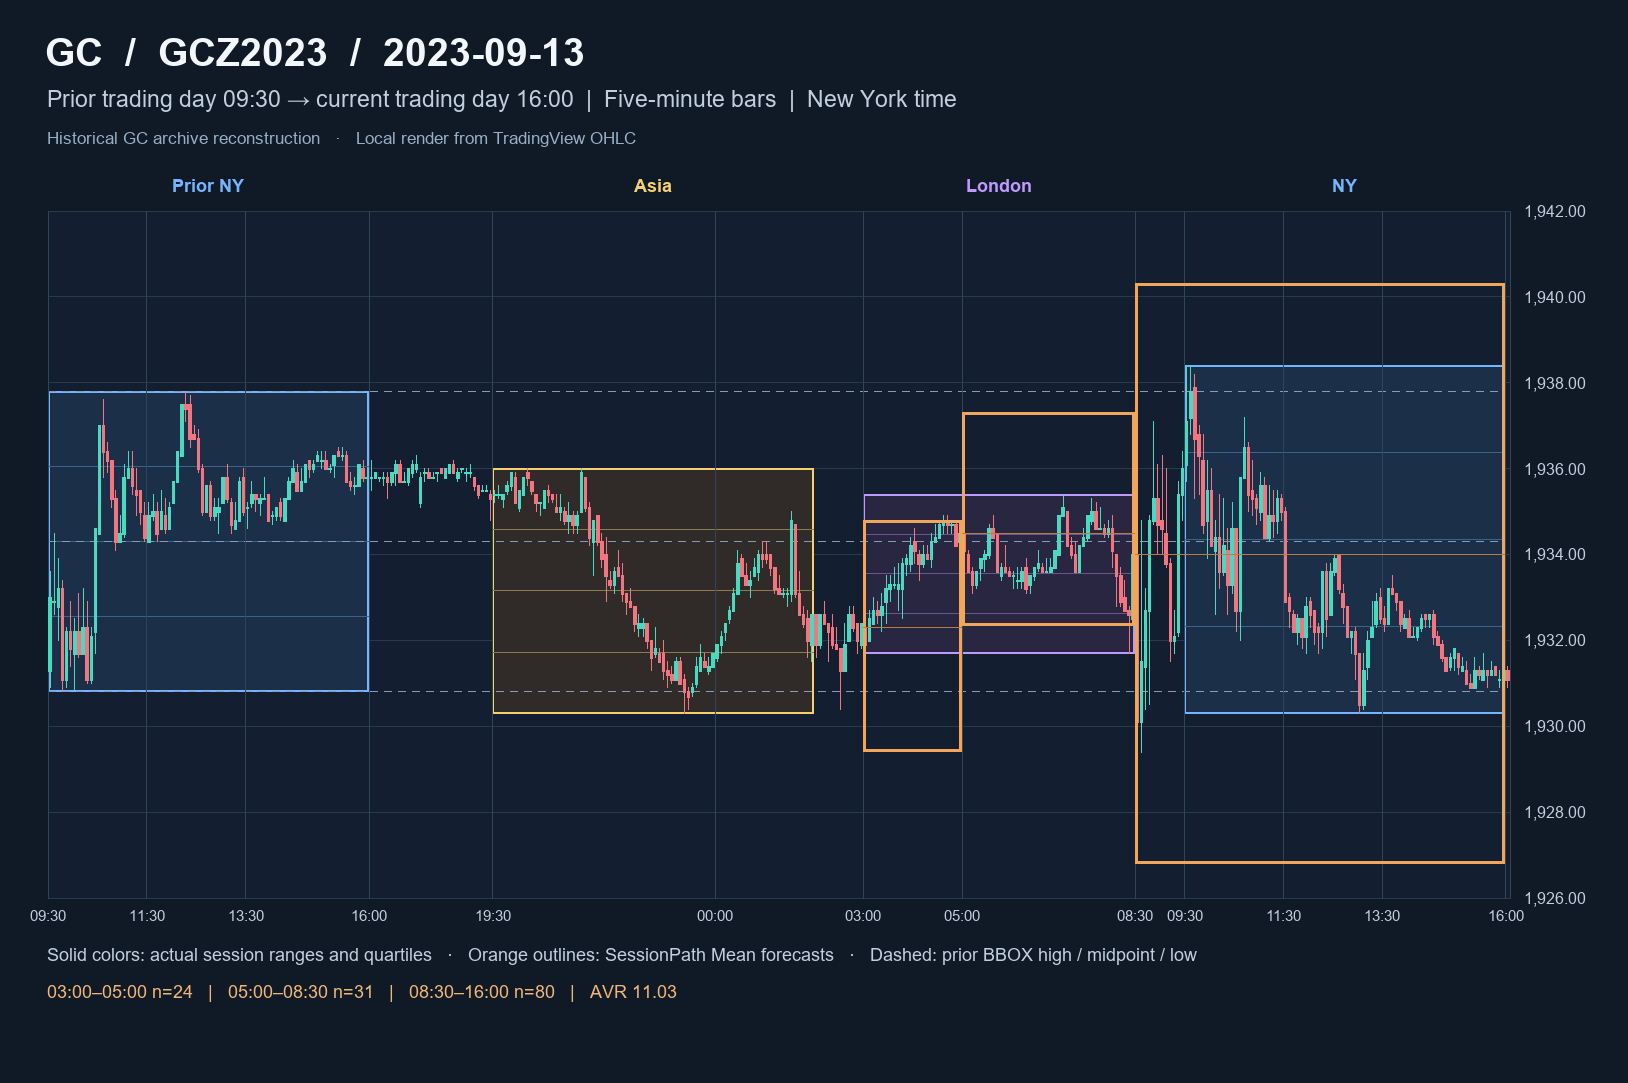 GC / GCZ2023 / 2023-09-13
Prior trading day 09:30 → current trading day 16:00 | Five-minute bars | New York time
Historical GC archive reconstruction · Local render from TradingView OHLC
Prior NY Asia London NY
1,942.00
1,940.00
1,938.00
1,936.00
1,934.00
1,932.00
1,930.00
1,928.00
1,926.00
09:30 11:30 13:30 16:00 19:30 00:00 03:00 05:00 08:30 09:30 11:30 13:30 16:00
Solid colors: actual session ranges and quartiles · Orange outlines: SessionPath Mean forecasts · Dashed: prior BBOX high / midpoint / low
03:00–05:00 n=24 | 05:00–08:30 n=31 | 08:30–16:00 n=80 | AVR 11.03